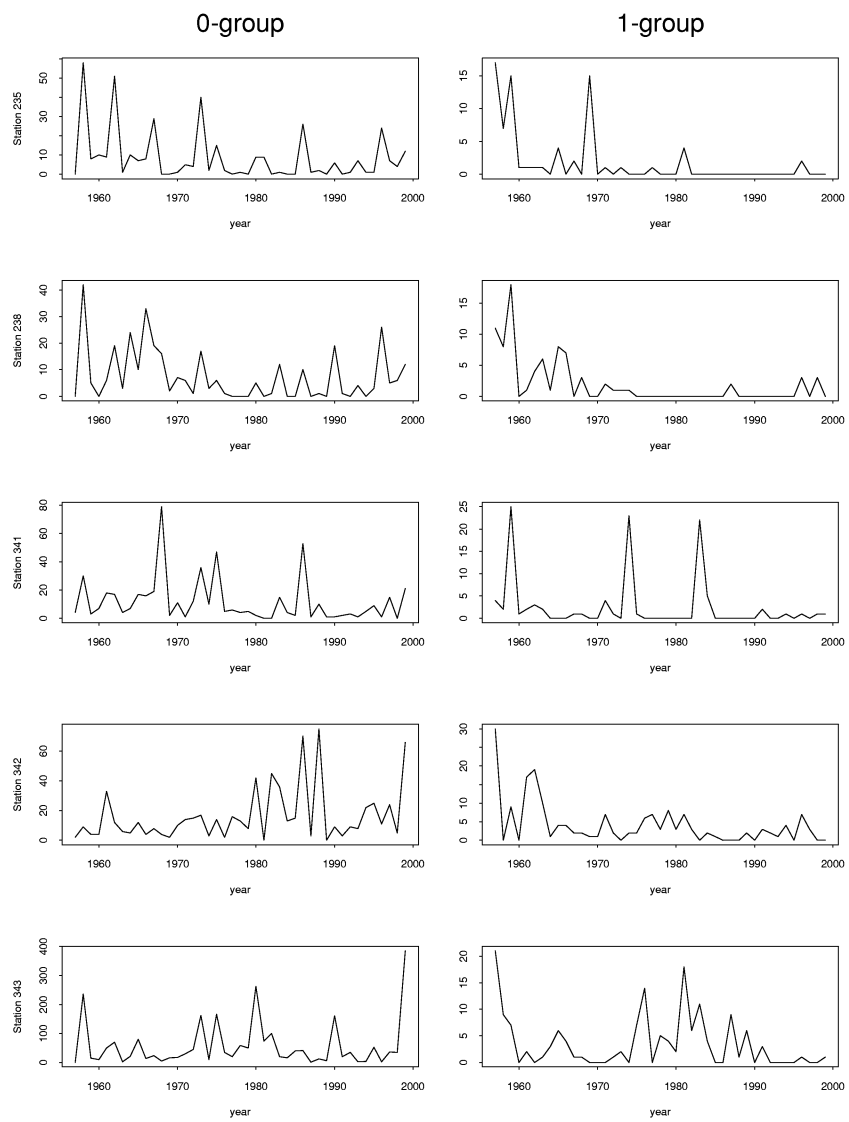 0-group 1-group
Station 235
0 10 30 50
1960 1970 1980 1990 2000
year
0 5 10 15
1960 1970 1980 1990 2000
year
Station 238
0 10 20 30 40
1960 1970 1980 1990 2000
year
0 5 10 15
1960 1970 1980 1990 2000
year
Station 341
0 20 40 60 80
1960 1970 1980 1990 2000
year
0 5 10 15 20 25
1960 1970 1980 1990 2000
year
Station 342
0 20 40 60
1960 1970 1980 1990 2000
year
0 5 10 20 30
1960 1970 1980 1990 2000
year
Station 343
0 100 200 300 400
1960 1970 1980 1990 2000
year
0 5 10 15 20
1960 1970 1980 1990 2000
year